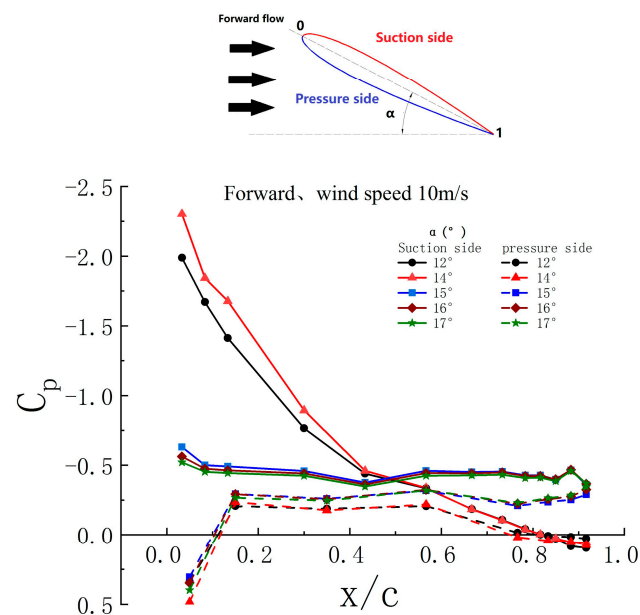 Forward flow
0
Suction side
Pressure side
α
1
Forward、wind speed 10m/s
α (°)
Suction side pressure side
12° 12°
14° 14°
15° 15°
16° 16°
17° 17°
-2.5
-2.0
-1.5
-1.0
-0.5
0.0
0.5
Cp
0.0 0.2 0.4 0.6 0.8 1.0
X/C